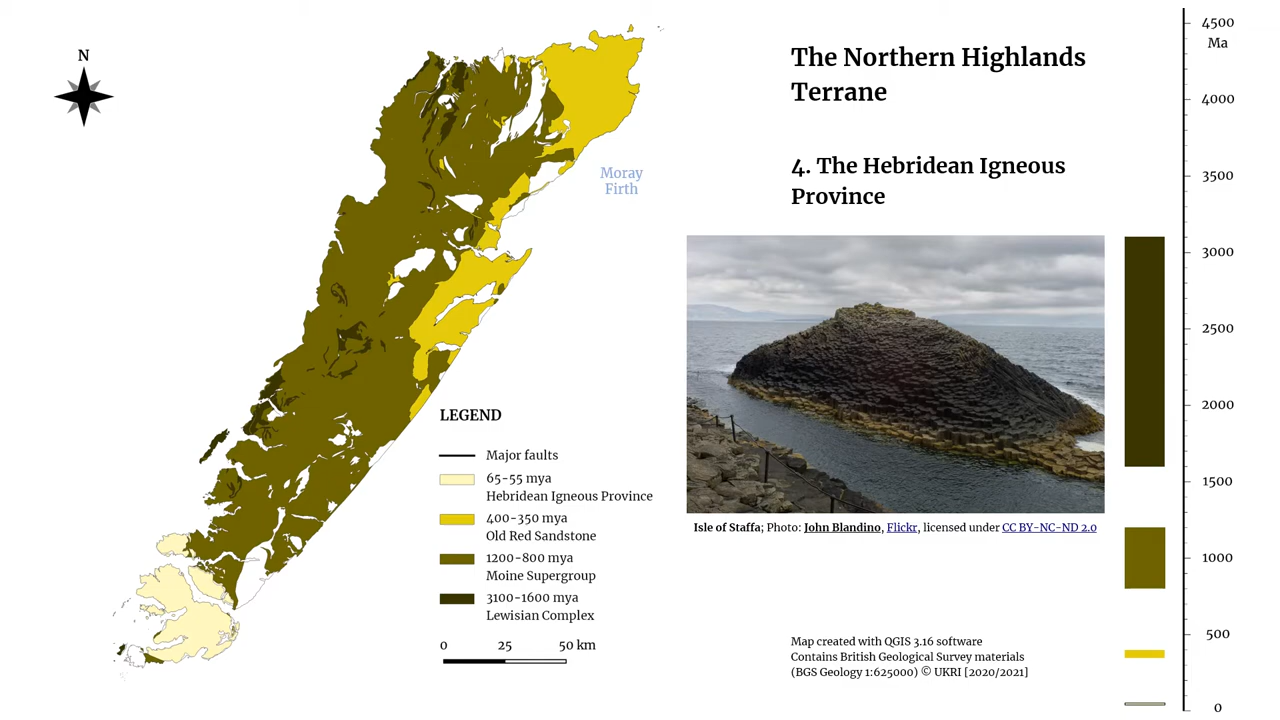 N
Moray
Firth
LEGEND
Major faults
65-55 mya
Hebridean Igneous Province
400-350 mya
Old Red Sandstone
1200-800 mya
Moine Supergroup
3100-1600 mya
Lewisian Complex
0 25 50 km
The Northern Highlands
Terrane
4. The Hebridean Igneous
Province
Isle of Staffa; Photo: John Blandino, Flickr, licensed under CC BY-NC-ND 2.0
Map created with QGIS 3.16 software
Contains British Geological Survey materials
(BGS Geology 1:625000) © UKRI [2020/2021]
4500
Ma
4000
3500
3000
2500
2000
1500
1000
500
0